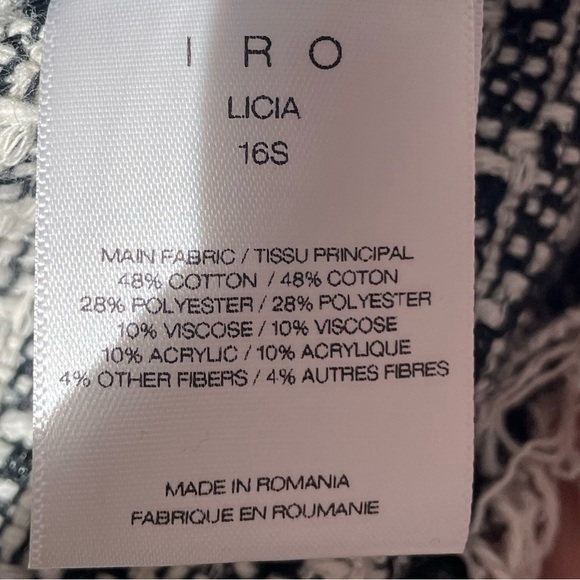 IRO
LICIA
16S
MAIN FABRIC / TISSU PRINCIPAL
48% COTTON / 48% COTON
28% POLYESTER / 28% POLYESTER
10% VISCOSE / 10% VISCOSE
10% ACRYLIC / 10% ACRYLIQUE
4% OTHER FIBERS / 4% AUTRES FIBRES
MADE IN ROMANIA
FABRIQUE EN ROUMANIE